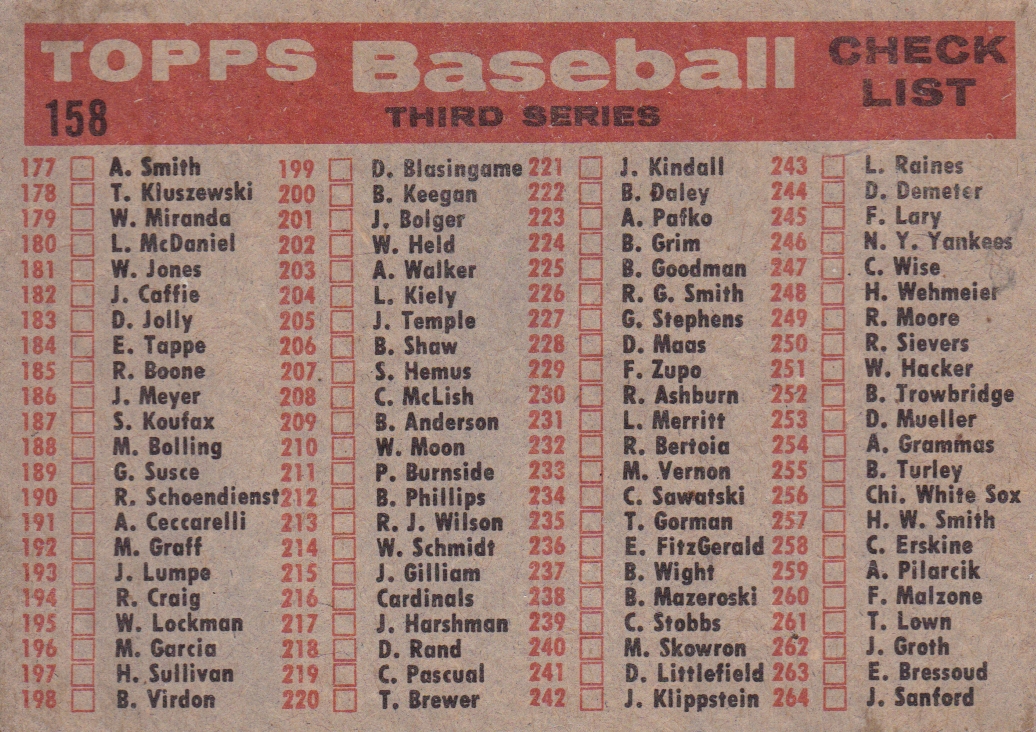 TOPPS Baseball CHECK LIST
158 THIRD SERIES
177 A. Smith
178 T. Kluszewski
179 W. Miranda
180 L. McDaniel
181 W. Jones
182 J. Caffie
183 D. Jolly
184 E. Tappe
185 R. Boone
186 J. Meyer
187 S. Koufax
188 M. Bolling
189 G. Susce
190 R. Schoendienst
191 A. Ceccarelli
192 M. Graff
193 J. Lumpe
194 R. Craig
195 W. Lockman
196 M. Garcia
197 H. Sullivan
198 B. Virdon
199 D. Blasingame
200 B. Keegan
201 J. Bolger
202 W. Held
203 A. Walker
204 L. Kiely
205 J. Temple
206 B. Shaw
207 S. Hemus
208 C. McLish
209 B. Anderson
210 W. Moon
211 P. Burnside
212 B. Phillips
213 R. J. Wilson
214 W. Schmidt
215 J. Gilliam
216 Cardinals
217 J. Harshman
218 D. Rand
219 C. Pascual
220 T. Brewer
221 J. Kindall
222 B. Daley
223 A. Pafko
224 B. Grim
225 B. Goodman
226 R. G. Smith
227 G. Stephens
228 D. Maas
229 F. Zupo
230 R. Ashburn
231 L. Merritt
232 R. Bertoia
233 M. Vernon
234 C. Sawatski
235 T. Gorman
236 E. FitzGerald
237 B. Wight
238 B. Mazeroski
239 C. Stobbs
240 M. Skowron
241 D. Littlefield
242 J. Klippstein
243 L. Raines
244 D. Demeter
245 F. Lary
246 N. Y. Yankees
247 C. Wise
248 H. Wehmeier
249 R. Moore
250 R. Sievers
251 W. Hacker
252 B. Trowbridge
253 D. Mueller
254 A. Grammas
255 B. Turley
256 Chi. White Sox
257 H. W. Smith
258 C. Erskine
259 A. Pilarcik
260 F. Malzone
261 T. Lown
262 J. Groth
263 E. Bressoud
264 J. Sanford